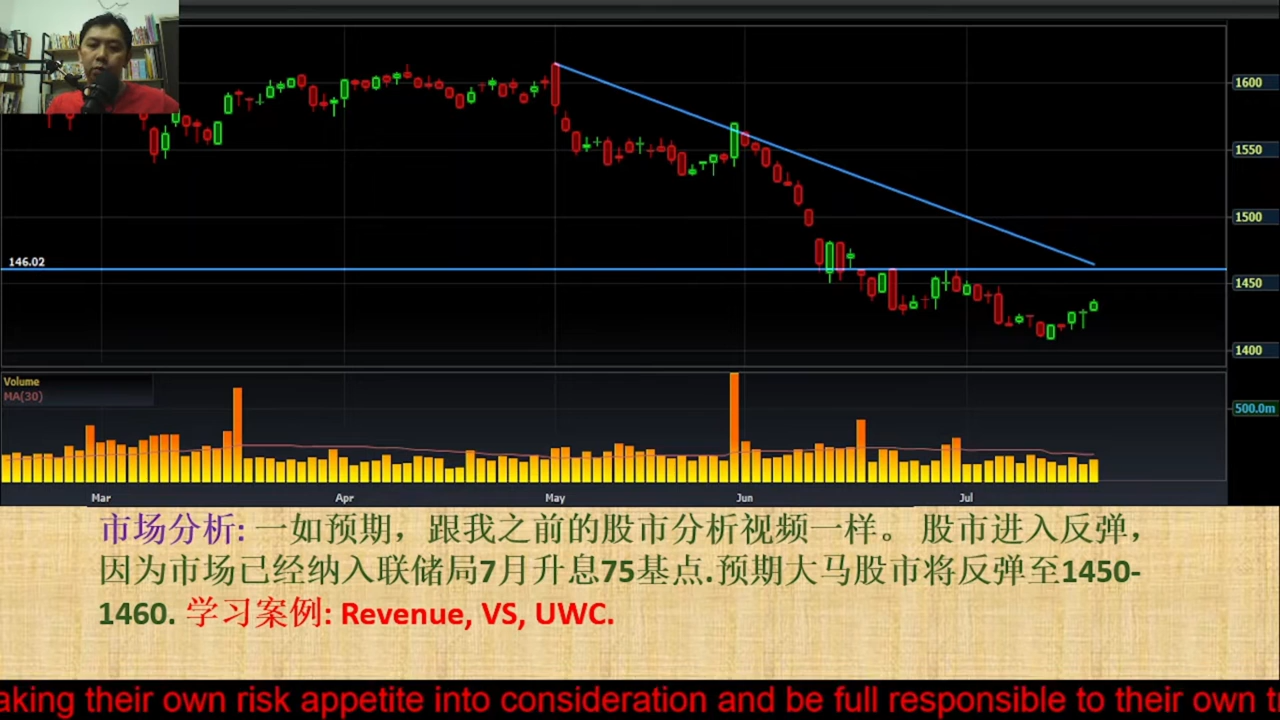 1600
1550
1500
146.02
1450
1400
Volume
MA(30)
500.0m
Mar Apr May Jun Jul
市场分析: 一如预期，跟我之前的股市分析视频一样。 股市进入反弹，
因为市场已经纳入联储局7月升息75基点.预期大马股市将反弹至1450-
1460. 学习案例: Revenue, VS, UWC.
aking their own risk appetite into consideration and be full responsible to their own t